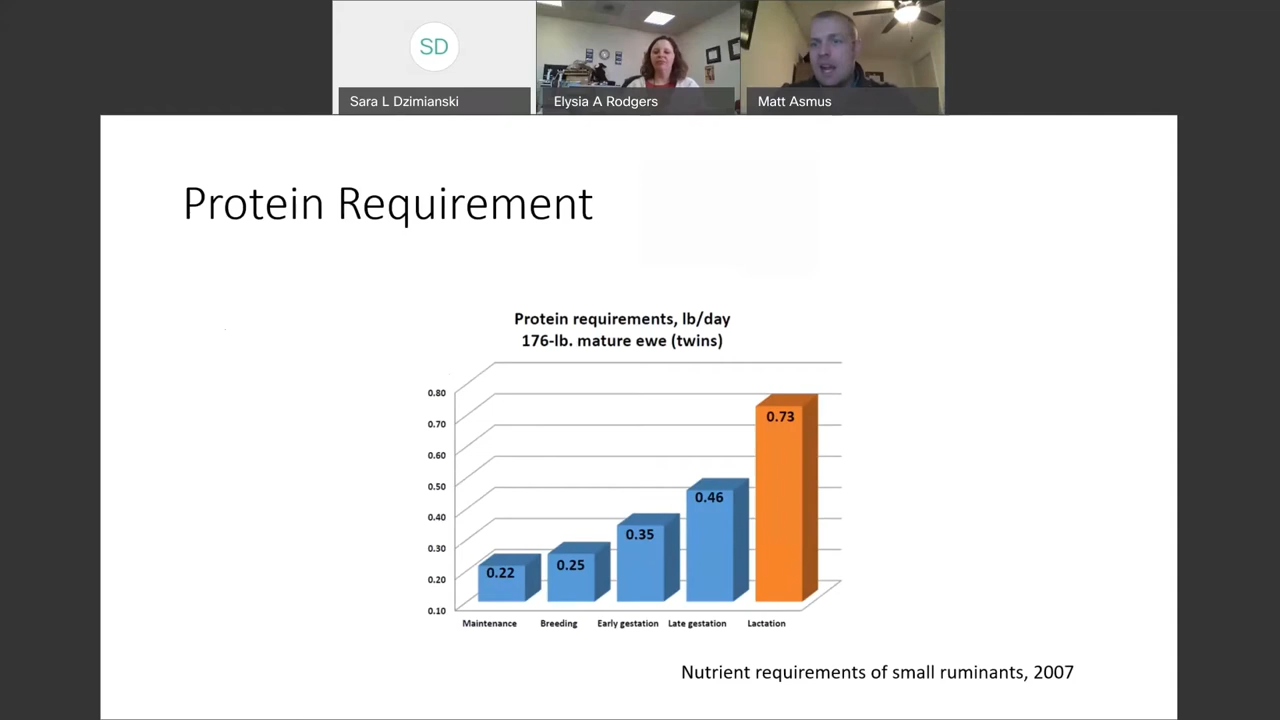 SD
Sara L Dzimianski
Elysia A Rodgers
Matt Asmus
Protein Requirement
Protein requirements, lb/day
176-lb. mature ewe (twins)
0.80
0.70
0.60
0.50
0.40
0.30
0.20
0.10
0.22
0.25
0.35
0.46
0.73
Maintenance
Breeding
Early gestation
Late gestation
Lactation
Nutrient requirements of small ruminants, 2007